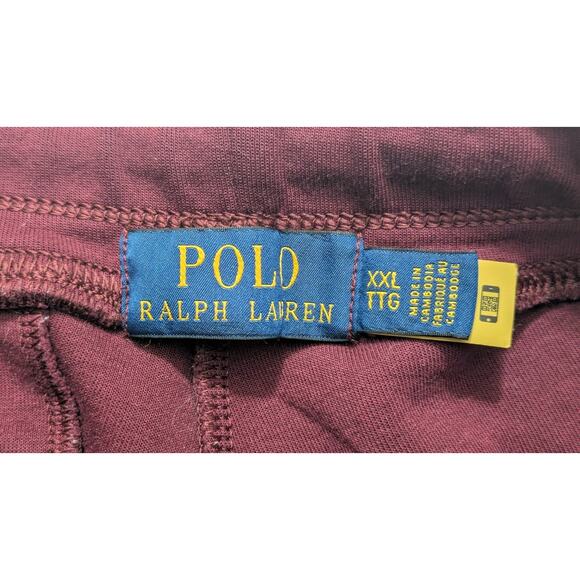 POLO
RALPH LAUREN
XXL
TTG
MADE IN
CAMBODIA
FABRIQUÉ AU
CAMBODGE